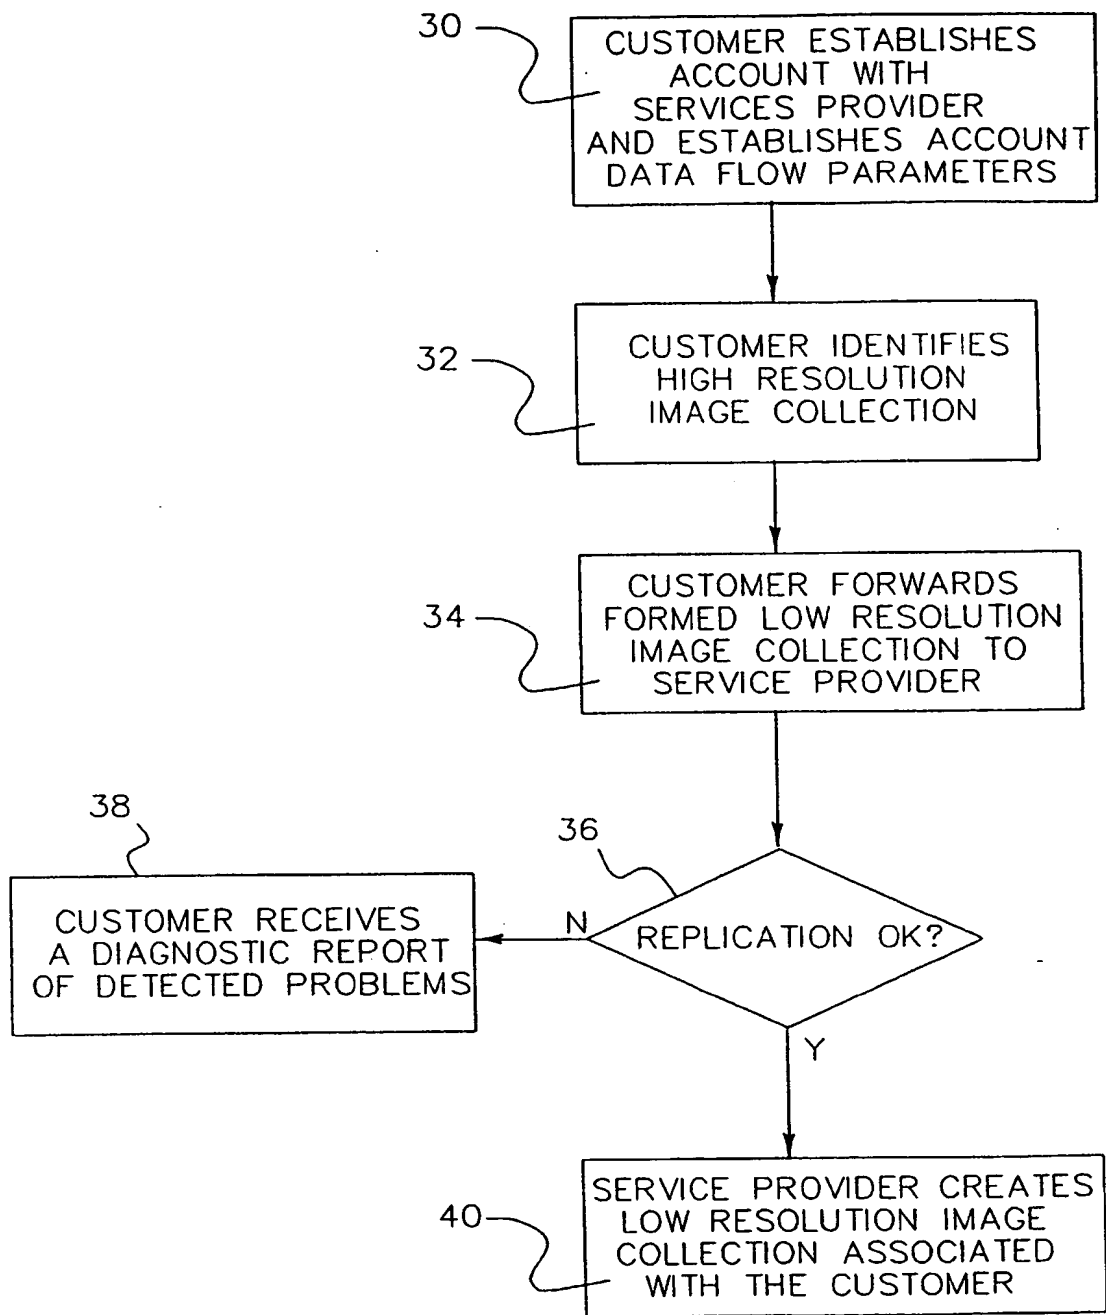 30
CUSTOMER ESTABLISHES
ACCOUNT WITH
SERVICES PROVIDER
AND ESTABLISHES ACCOUNT
DATA FLOW PARAMETERS
32
CUSTOMER IDENTIFIES
HIGH RESOLUTION
IMAGE COLLECTION
34
CUSTOMER FORWARDS
FORMED LOW RESOLUTION
IMAGE COLLECTION TO
SERVICE PROVIDER
36
REPLICATION OK?
N
38
CUSTOMER RECEIVES
A DIAGNOSTIC REPORT
OF DETECTED PROBLEMS
Y
40
SERVICE PROVIDER CREATES
LOW RESOLUTION IMAGE
COLLECTION ASSOCIATED
WITH THE CUSTOMER